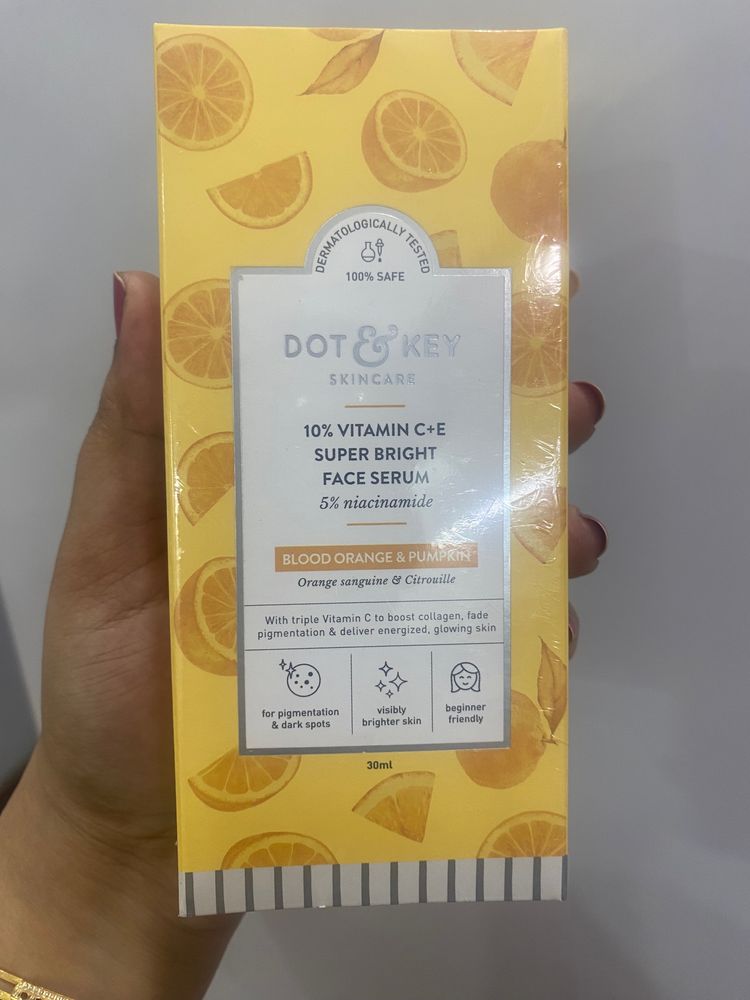 DERMATOLOGICALLY TESTED
100% SAFE
DOT & KEY
SKINCARE
10% VITAMIN C+E
SUPER BRIGHT
FACE SERUM
5% niacinamide
BLOOD ORANGE & PUMPKIN
Orange sanguine & Citrouille
With triple Vitamin C to boost collagen, fade
pigmentation & deliver energized, glowing skin
for pigmentation
& dark spots
visibly
brighter skin
beginner
friendly
30ml